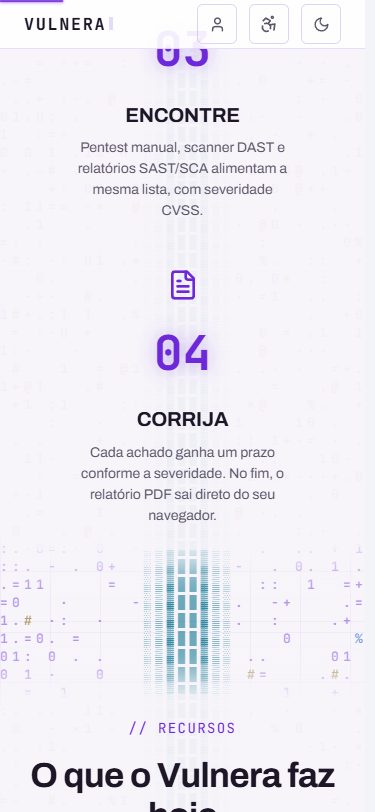 VULNERA
03
ENCONTRE
Pentest manual, scanner DAST e
relatórios SAST/SCA alimentam a
mesma lista, com severidade
CVSS.
04
CORRIJA
Cada achado ganha um prazo
conforme a severidade. No fim, o
relatório PDF sai direto do seu
navegador.
// RECURSOS
O que o Vulnera faz
hoje